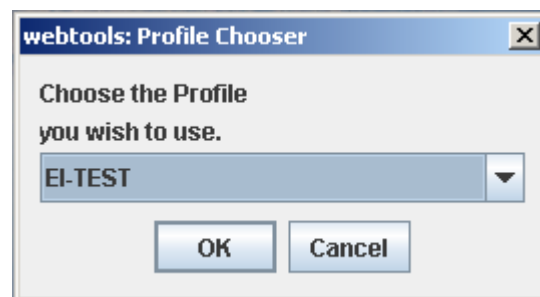 webtools: Profile Chooser
Choose the Profile
you wish to use.
EI-TEST
OK Cancel